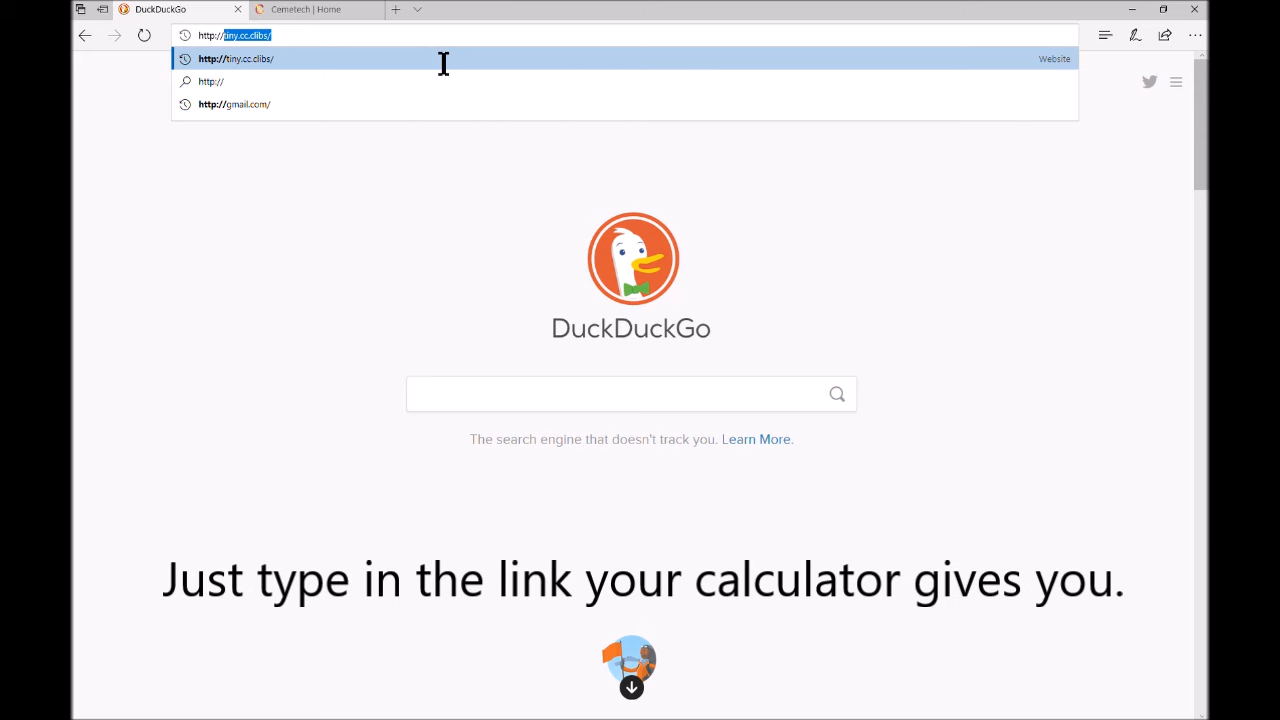 DuckDuckGo
Cemetech | Home
http://tiny.cc.clibs/
http://tiny.cc.clibs/
Website
http://
http://gmail.com/
DuckDuckGo
The search engine that doesn't track you. Learn More.
Just type in the link your calculator gives you.